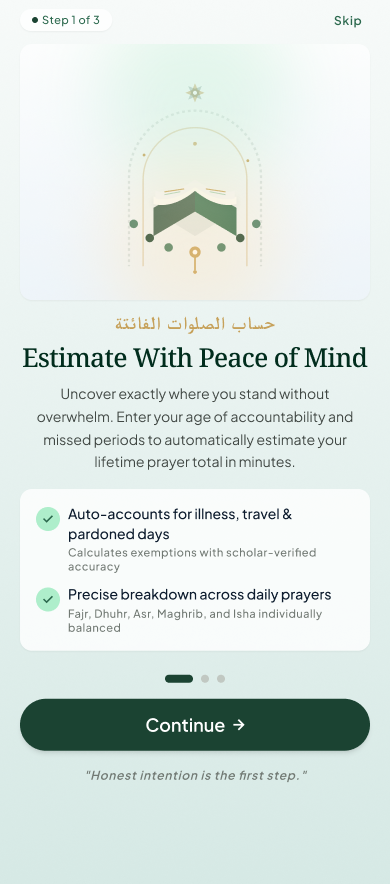 Step 1 of 3
Skip
حساب الصلوات الفائتة
Estimate With Peace of Mind
Uncover exactly where you stand without
overwhelm. Enter your age of accountability and
missed periods to automatically estimate your
lifetime prayer total in minutes.
Auto-accounts for illness, travel &
pardoned days
Calculates exemptions with scholar-verified
accuracy
Precise breakdown across daily prayers
Fajr, Dhuhr, Asr, Maghrib, and Isha individually
balanced
Continue →
"Honest intention is the first step."